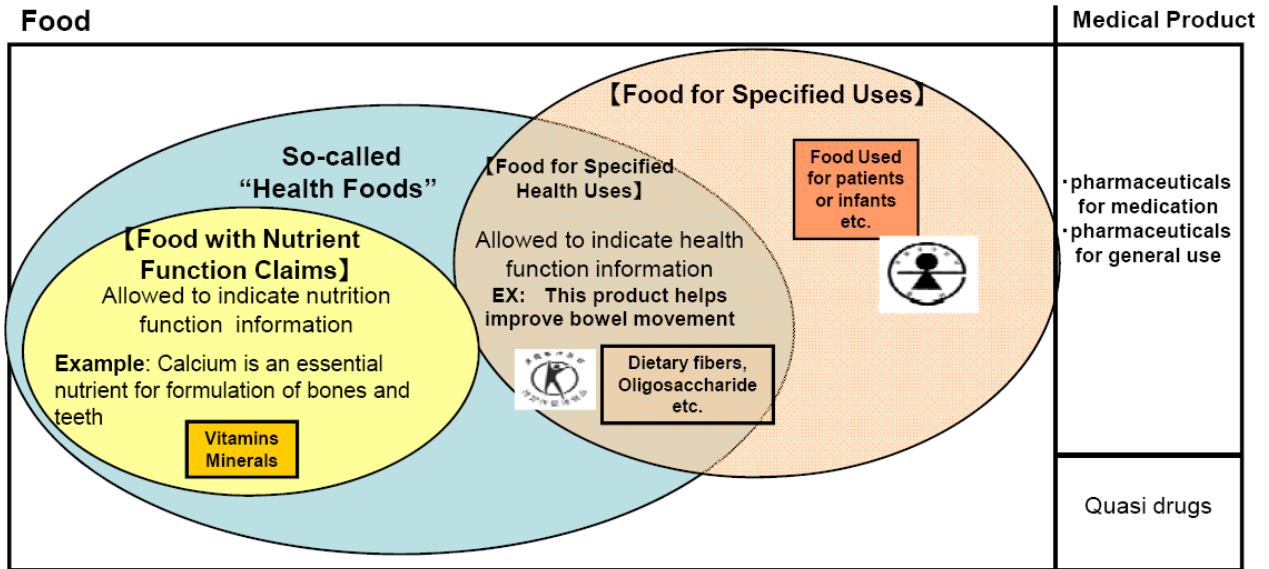 Food
Medical Product
【Food for Specified Uses】
So-called
“Health Foods”
【Food for Specified
Health Uses】
Food Used
for patients
or infants
etc.
・pharmaceuticals
for medication
・pharmaceuticals
for general use
【Food with Nutrient
Function Claims】
Allowed to indicate nutrition
function information
Allowed to indicate health
function information
EX: This product helps
improve bowel movement
Example: Calcium is an essential
nutrient for formulation of bones and
teeth
Dietary fibers,
Oligosaccharide
etc.
Vitamins
Minerals
Quasi drugs